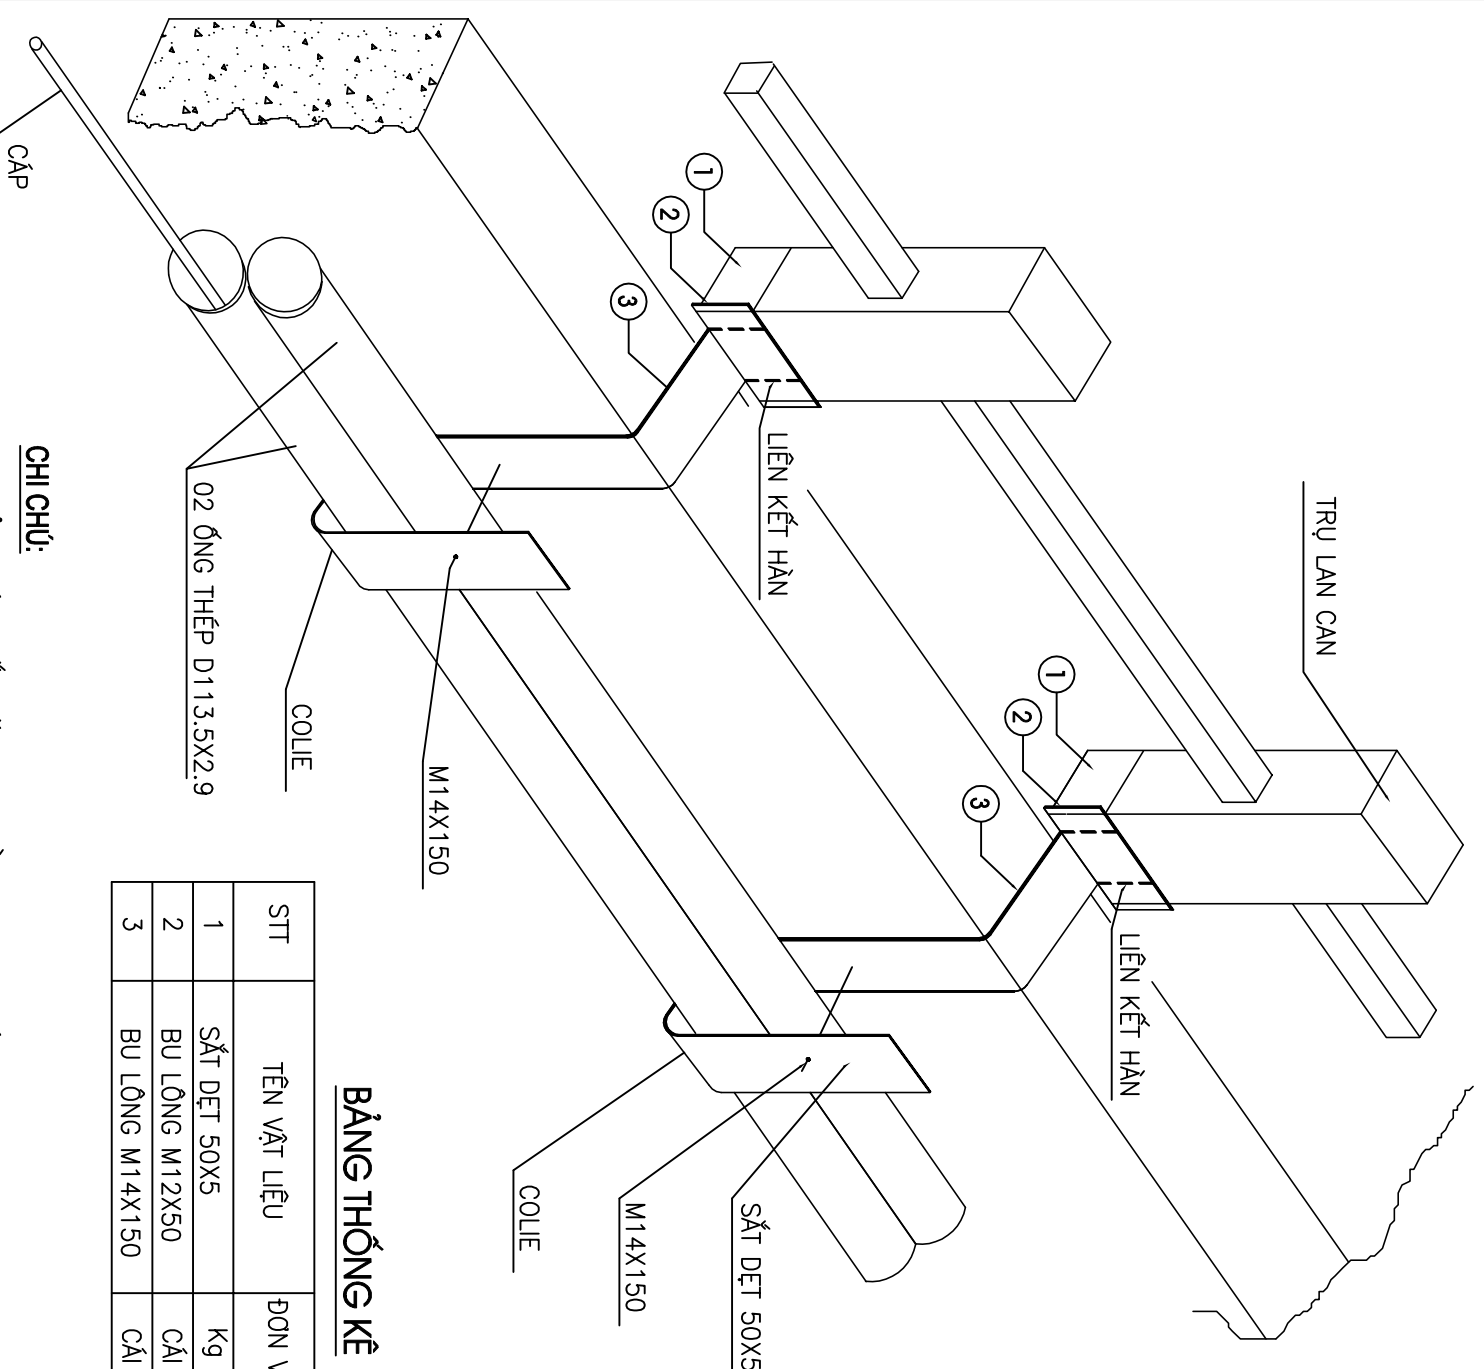 TRỤ LAN CAN
1
2
3
LIÊN KẾT HÀN
1
2
3
LIÊN KẾT HÀN
SẮT DẸT 50X5
M14X150
COLIE
M14X150
COLIE
02 ỐNG THÉP D113.5X2.9
CÁP
CHI CHÚ:
BẢNG THỐNG KÊ
STT TÊN VẬT LIỆU ĐƠN V
1 SẮT DẸT 50X5 Kg
2 BU LÔNG M12X50 CÁI
3 BU LÔNG M14X150 CÁI